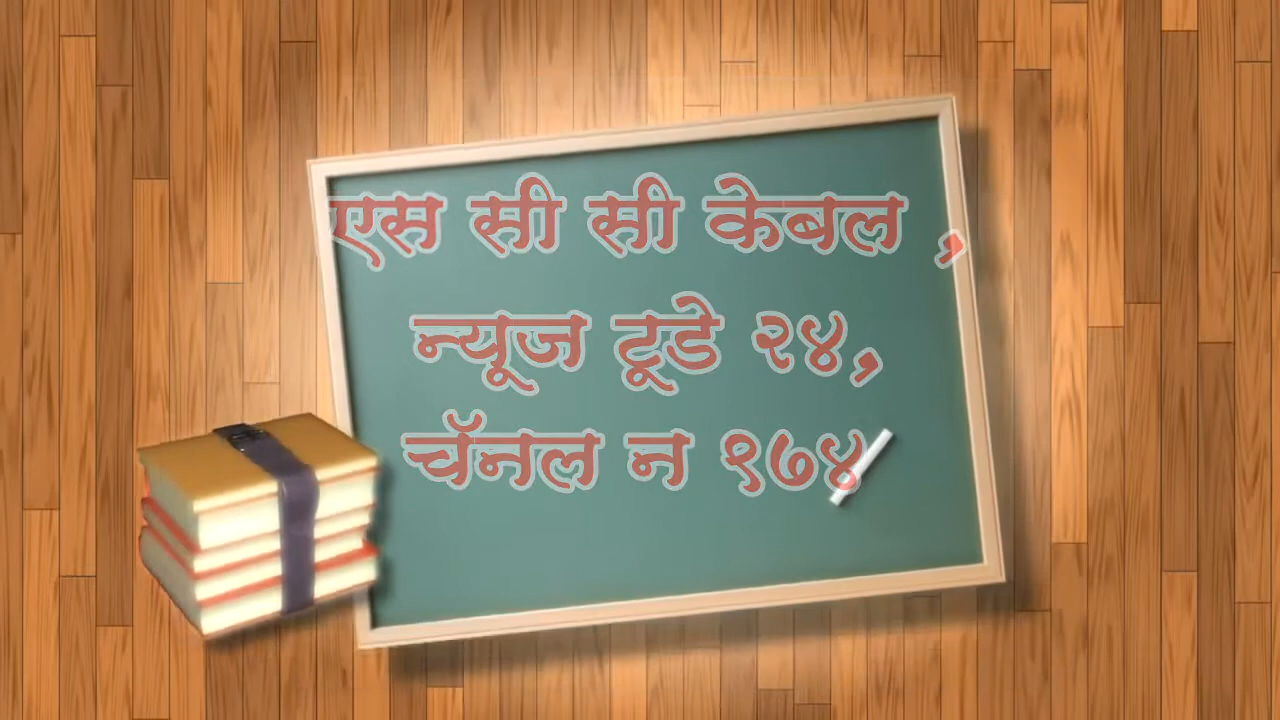 एस सी सी केबल ,
न्यूज टूडे २४,
चॅनल न १७४